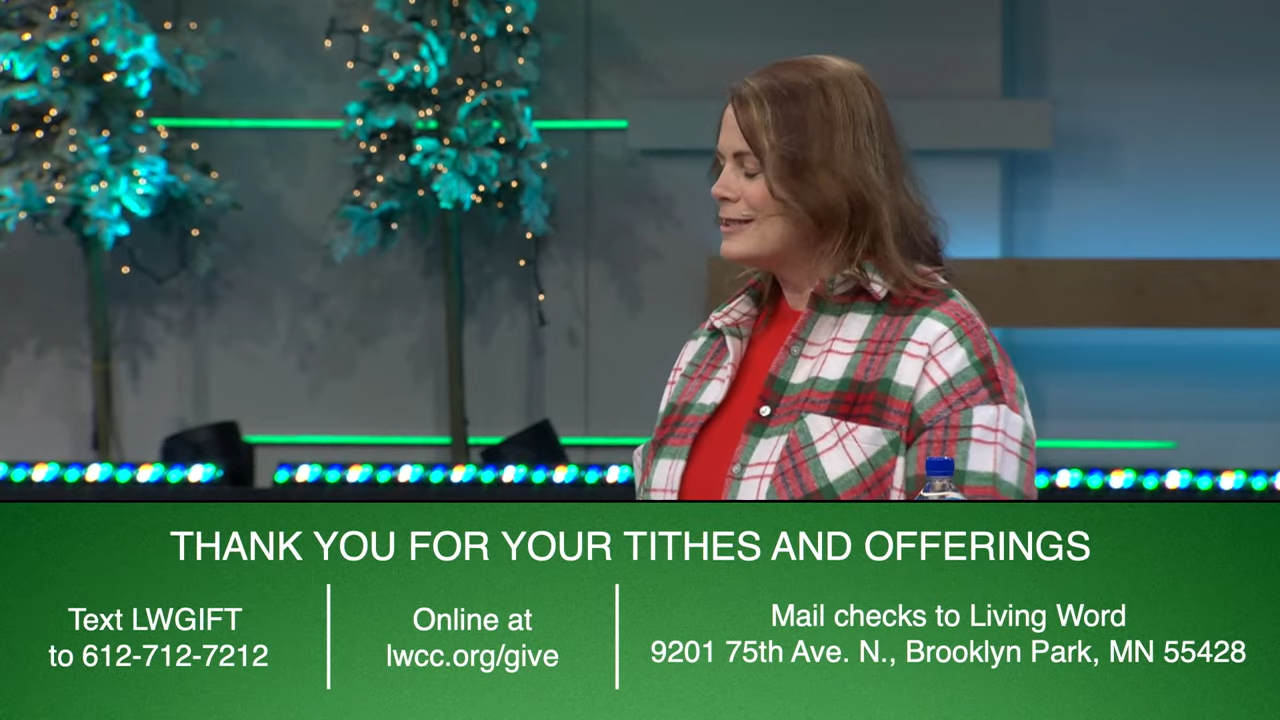 THANK YOU FOR YOUR TITHES AND OFFERINGS
Text LWGIFT
to 612-712-7212
Online at
lwcc.org/give
Mail checks to Living Word
9201 75th Ave. N., Brooklyn Park, MN 55428